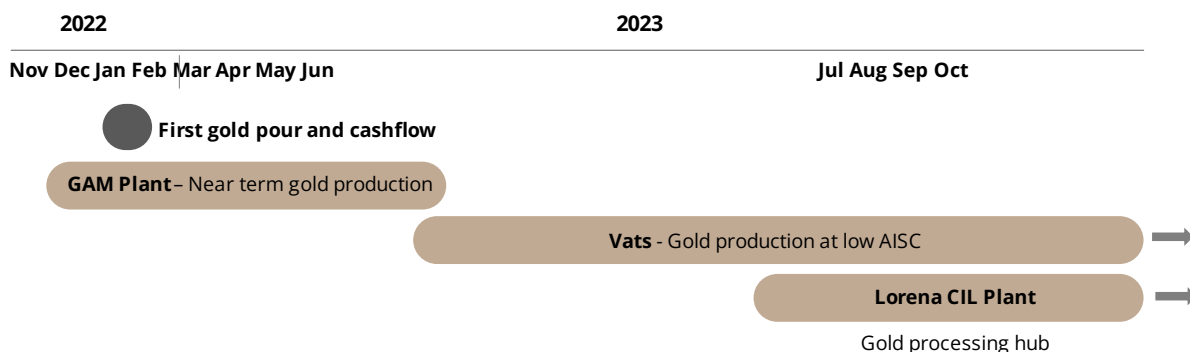 2022 2023
Nov Dec Jan Feb Mar Apr May Jun Jul Aug Sep Oct
First gold pour and cashflow
GAM Plant– Near term gold production
Vats - Gold production at low AISC
Lorena CIL Plant
Gold processing hub